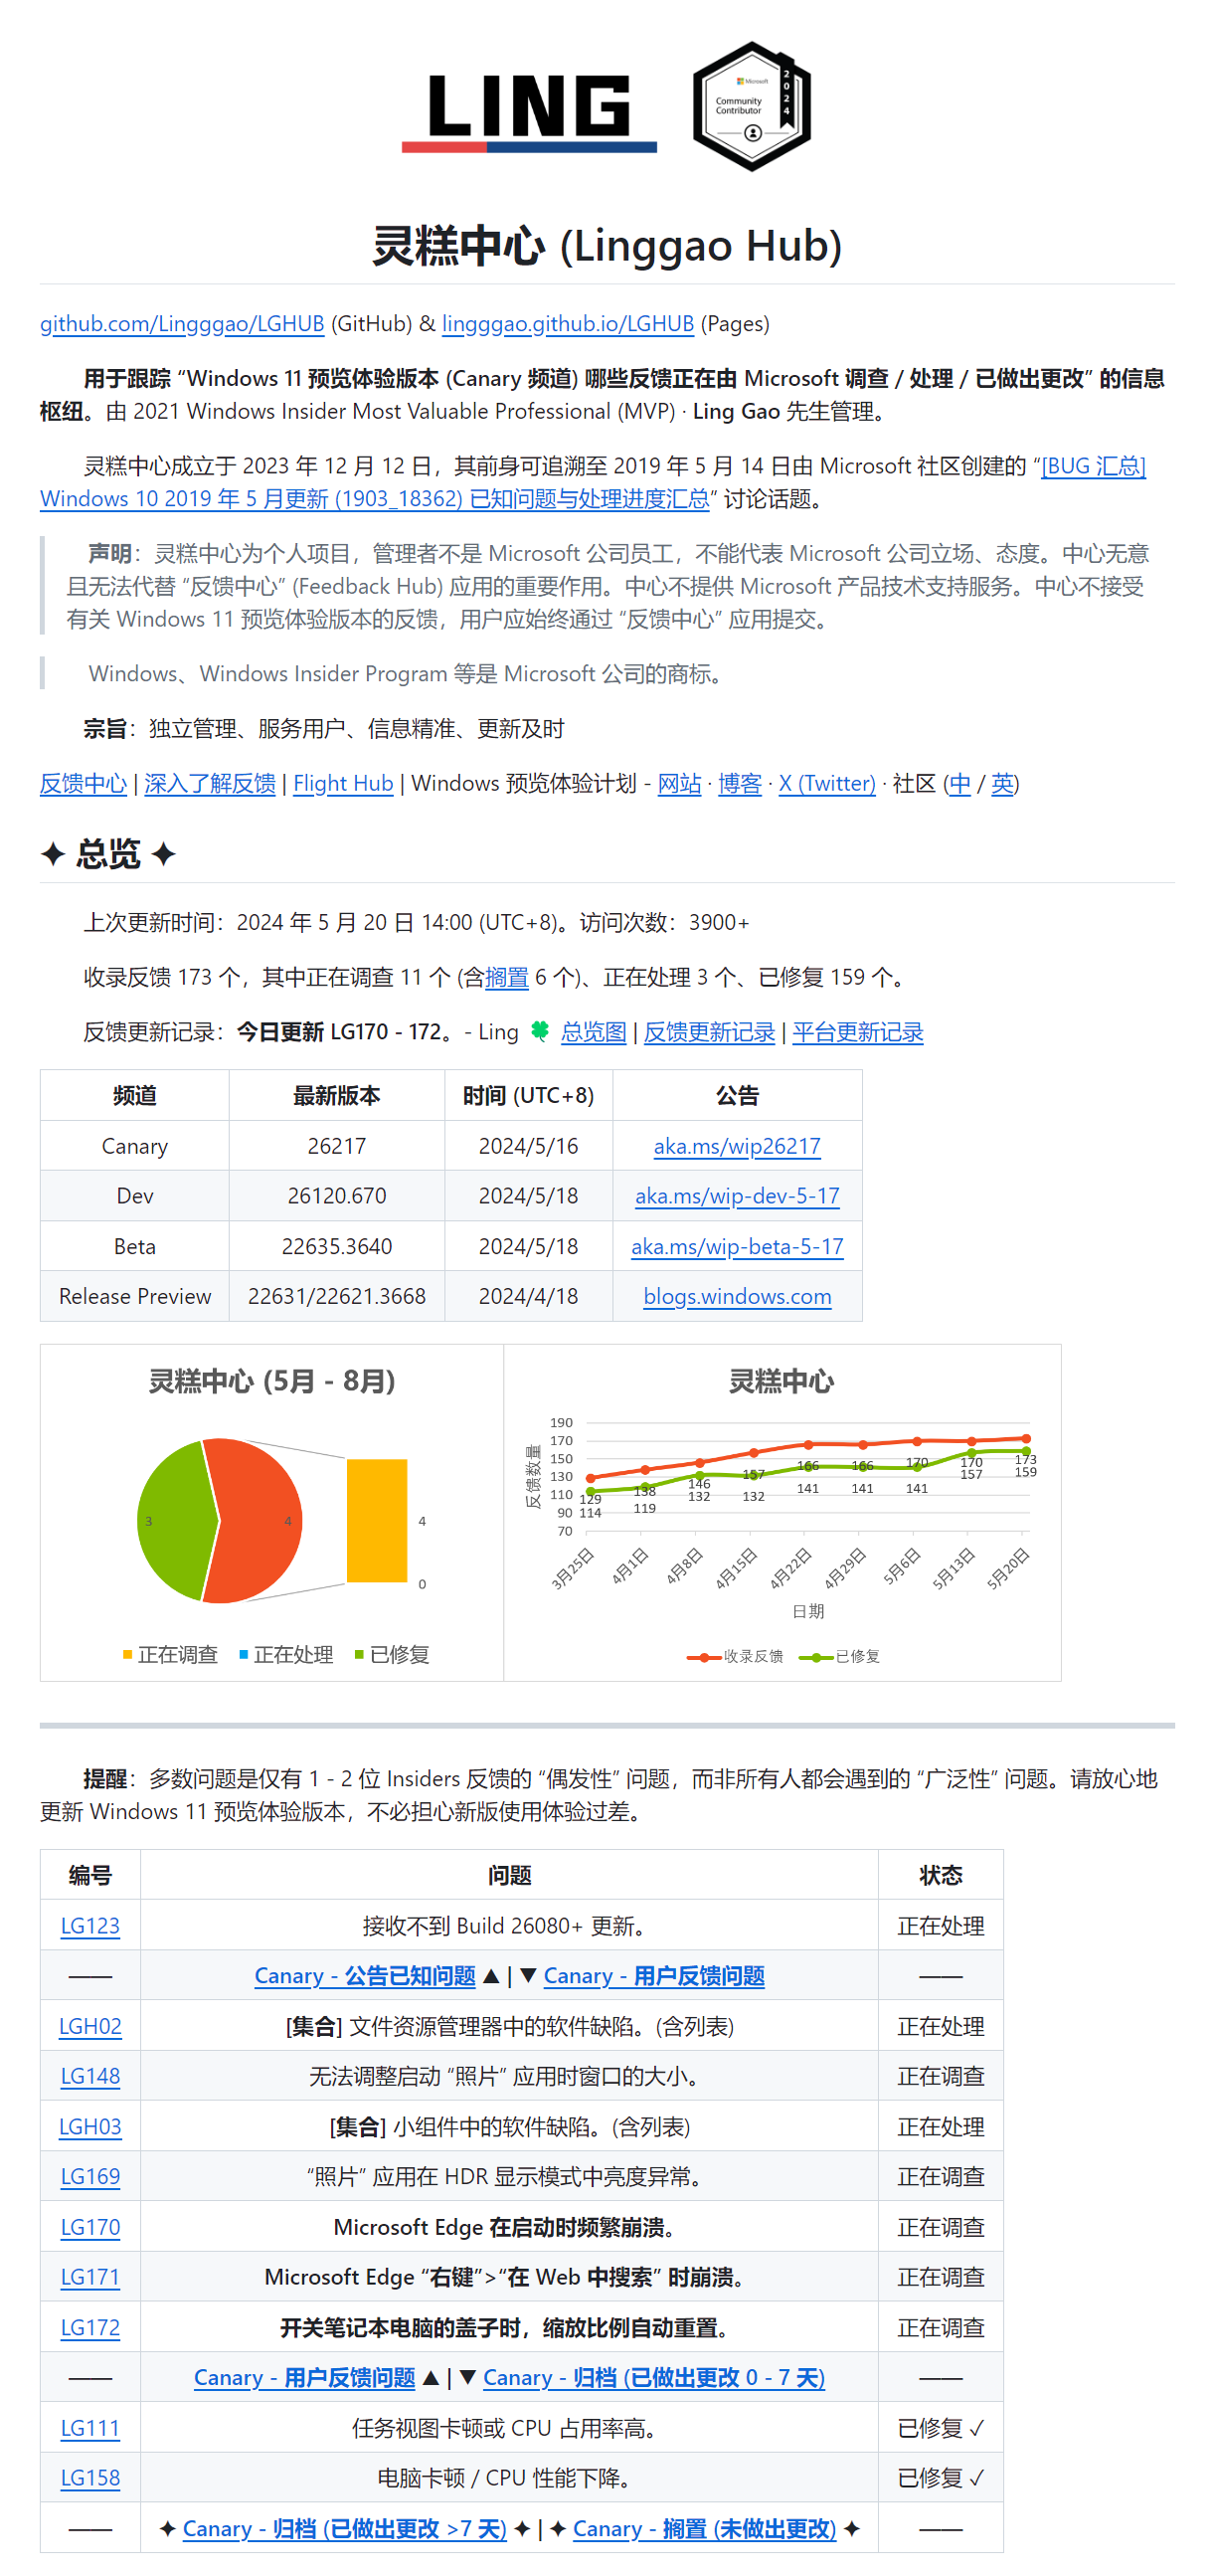 LING
Microsoft
Community
Contributor
2024
灵糕中心 (Linggao Hub)
github.com/Lingggao/LGHUB (GitHub) & lingggao.github.io/LGHUB (Pages)
用于跟踪 “Windows 11 预览体验版本 (Canary 频道) 哪些反馈正在由 Microsoft 调查 / 处理 / 已做出更改” 的信息
枢纽。由 2021 Windows Insider Most Valuable Professional (MVP) · Ling Gao 先生管理。
灵糕中心成立于 2023 年 12 月 12 日，其前身可追溯至 2019 年 5 月 14 日由 Microsoft 社区创建的 “[BUG 汇总]
Windows 10 2019 年 5 月更新 (1903_18362) 已知问题与处理进度汇总” 讨论话题。
声明：灵糕中心为个人项目，管理者不是 Microsoft 公司员工，不能代表 Microsoft 公司立场、态度。中心无意
且无法代替 “反馈中心” (Feedback Hub) 应用的重要作用。中心不提供 Microsoft 产品技术支持服务。中心不接受
有关 Windows 11 预览体验版本的反馈，用户应始终通过 “反馈中心” 应用提交。
Windows、Windows Insider Program 等是 Microsoft 公司的商标。
宗旨：独立管理、服务用户、信息精准、更新及时
反馈中心 | 深入了解反馈 | Flight Hub | Windows 预览体验计划 - 网站 · 博客 · X (Twitter) · 社区 (中 / 英)
✦ 总览 ✦
上次更新时间：2024 年 5 月 20 日 14:00 (UTC+8)。访问次数：3900+
收录反馈 173 个，其中正在调查 11 个 (含搁置 6 个)、正在处理 3 个、已修复 159 个。
反馈更新记录：今日更新 LG170 - 172。- Ling 🍀 总览图 | 反馈更新记录 | 平台更新记录
频道 最新版本 时间 (UTC+8) 公告
Canary 26217 2024/5/16 aka.ms/wip26217
Dev 26120.670 2024/5/18 aka.ms/wip-dev-5-17
Beta 22635.3640 2024/5/18 aka.ms/wip-beta-5-17
Release Preview 22631/22621.3668 2024/4/18 blogs.windows.com
灵糕中心 (5月 - 8月)
3 4 4
0
正在调查 正在处理 已修复
灵糕中心
反馈数量
190
170
150
130
110
90
70
129 138 146 157 166 166 170 170 173
114 119 132 132 141 141 141 157 159
3月25日 4月1日 4月8日 4月15日 4月22日 4月29日 5月6日 5月13日 5月20日
日期
收录反馈 已修复
提醒：多数问题是仅有 1 - 2 位 Insiders 反馈的 “偶发性” 问题，而非所有人都会遇到的 “广泛性” 问题。请放心地
更新 Windows 11 预览体验版本，不必担心新版使用体验过差。
编号 问题 状态
LG123 接收不到 Build 26080+ 更新。 正在处理
—— Canary - 公告已知问题 ▲ | ▼ Canary - 用户反馈问题 ——
LGH02 [集合] 文件资源管理器中的软件缺陷。(含列表) 正在处理
LG148 无法调整启动 “照片” 应用时窗口的大小。 正在调查
LGH03 [集合] 小组件中的软件缺陷。(含列表) 正在处理
LG169 “照片” 应用在 HDR 显示模式中亮度异常。 正在调查
LG170 Microsoft Edge 在启动时频繁崩溃。 正在调查
LG171 Microsoft Edge “右键”>“在 Web 中搜索” 时崩溃。 正在调查
LG172 开关笔记本电脑的盖子时，缩放比例自动重置。 正在调查
—— Canary - 用户反馈问题 ▲ | ▼ Canary - 归档 (已做出更改 0 - 7 天) ——
LG111 任务视图卡顿或 CPU 占用率高。 已修复 ✓
LG158 电脑卡顿 / CPU 性能下降。 已修复 ✓
—— ✦ Canary - 归档 (已做出更改 >7 天) ✦ | ✦ Canary - 搁置 (未做出更改) ✦ ——